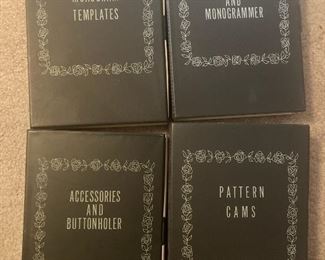 TEMPLATES
AND
MONOGRAMMER
ACCESSORIES
AND
BUTTONHOLER
PATTERN
CAMS